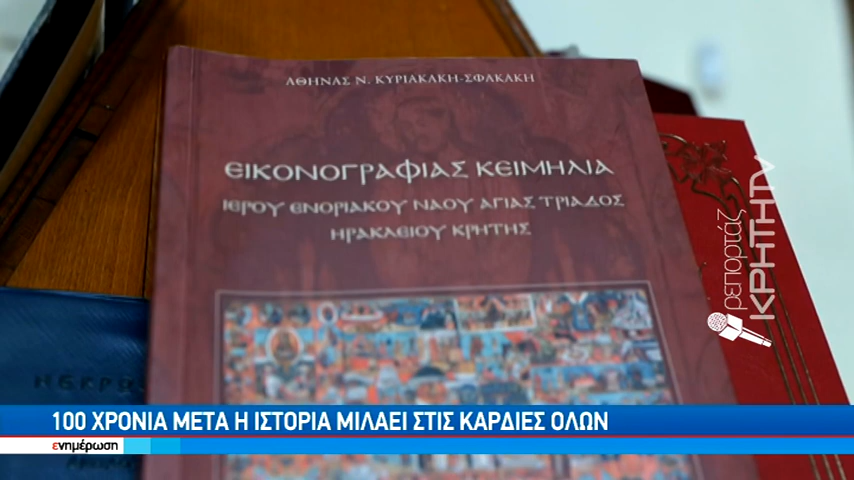 ΑΘΗΝΑΣ Ν. ΚΥΡΙΑΚΑΚΗ-ΣΦΑΚΑΚΗ
ΕΙΚΟΝΟΓΡΑΦΙΑΣ ΚΕΙΜΗΛΙΑ
ΙΕΡΟΥ ΕΝΟΡΙΑΚΟΥ ΝΑΟΥ ΑΓΙΑΣ ΤΡΙΑΔΟΣ
ΗΡΑΚΛΕΙΟΥ ΚΡΗΤΗΣ
ρεπορτάζ
ΚΡΗΤΗTV
100 ΧΡΟΝΙΑ ΜΕΤΑ Η ΙΣΤΟΡΙΑ ΜΙΛΑΕΙ ΣΤΙΣ ΚΑΡΔΙΕΣ ΟΛΩΝ
ενημέρωση